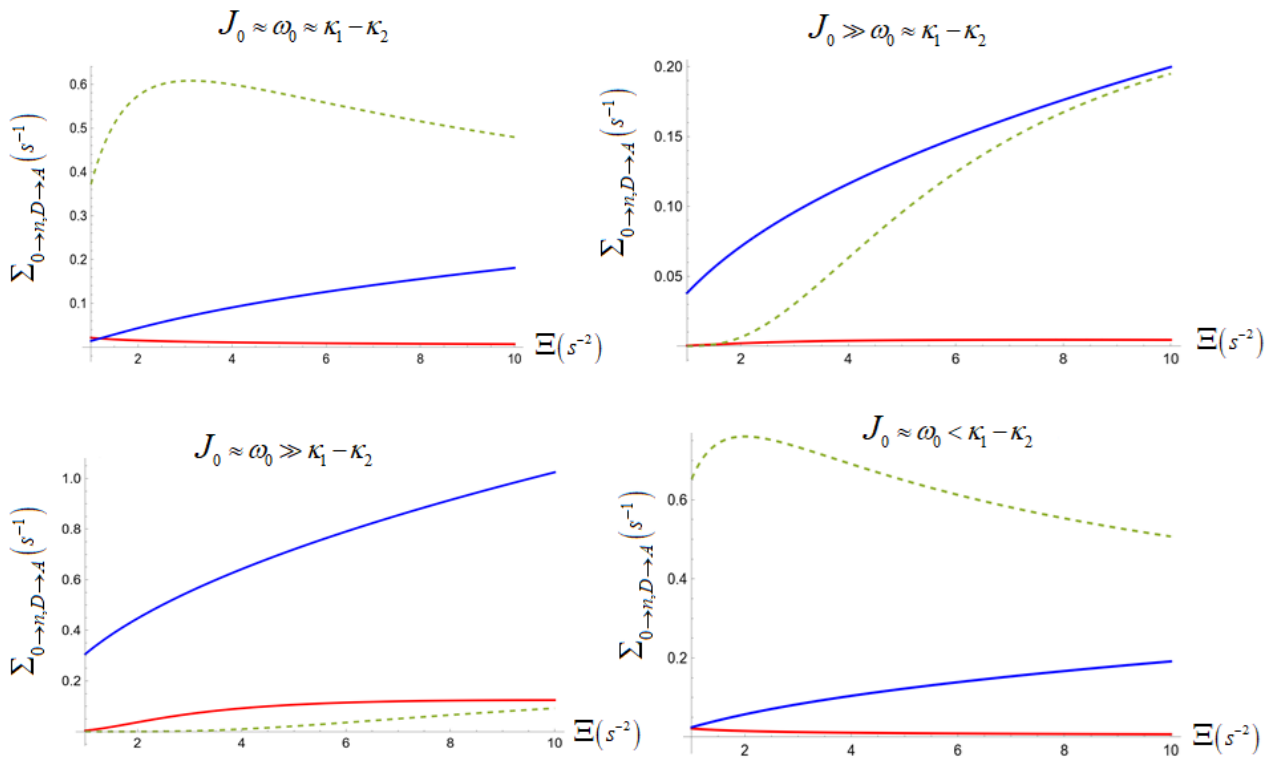 J₀ ≈ ω₀ ≈ κ₁ − κ₂
Σ₀→n,D→A (s⁻¹)
0.6
0.5
0.4
0.3
0.2
0.1
2 4 6 8 10
Ξ(s⁻²)
J₀ ≫ ω₀ ≈ κ₁ − κ₂
Σ₀→n,D→A (s⁻¹)
0.20
0.15
0.10
0.05
2 4 6 8 10
Ξ(s⁻²)
J₀ ≈ ω₀ ≫ κ₁ − κ₂
Σ₀→n,D→A (s⁻¹)
1.0
0.8
0.6
0.4
0.2
2 4 6 8 10
Ξ(s⁻²)
J₀ ≈ ω₀ < κ₁ − κ₂
Σ₀→n,D→A (s⁻¹)
0.6
0.4
0.2
2 4 6 8 10
Ξ(s⁻²)